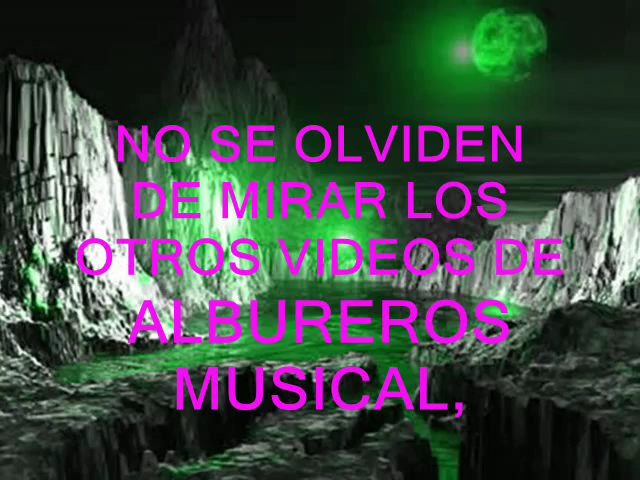 NO SE OLVIDEN
DE MIRAR LOS
OTROS VIDEOS DE
ALBUREROS
MUSICAL,